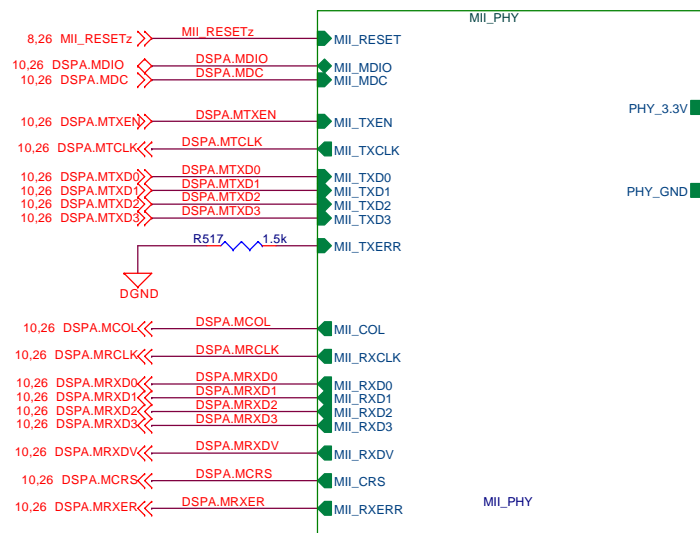 MII_PHY
8,26 MII_RESETz MII_RESETz MII_RESET
10,26 DSPA.MDIO DSPA.MDIO MII_MDIO
10,26 DSPA.MDC DSPA.MDC MII_MDC
PHY_3.3V
10,26 DSPA.MTXEN DSPA.MTXEN MII_TXEN
10,26 DSPA.MTCLK DSPA.MTCLK MII_TXCLK
10,26 DSPA.MTXD0 DSPA.MTXD0 MII_TXD0
10,26 DSPA.MTXD1 DSPA.MTXD1 MII_TXD1 PHY_GND
10,26 DSPA.MTXD2 DSPA.MTXD2 MII_TXD2
10,26 DSPA.MTXD3 DSPA.MTXD3 MII_TXD3
R517 1.5k MII_TXERR
DGND
10,26 DSPA.MCOL DSPA.MCOL MII_COL
10,26 DSPA.MRCLK DSPA.MRCLK MII_RXCLK
10,26 DSPA.MRXD0 DSPA.MRXD0 MII_RXD0
10,26 DSPA.MRXD1 DSPA.MRXD1 MII_RXD1
10,26 DSPA.MRXD2 DSPA.MRXD2 MII_RXD2
10,26 DSPA.MRXD3 DSPA.MRXD3 MII_RXD3
10,26 DSPA.MRXDV DSPA.MRXDV MII_RXDV
10,26 DSPA.MCRS DSPA.MCRS MII_CRS
10,26 DSPA.MRXER DSPA.MRXER MII_RXERR MII_PHY